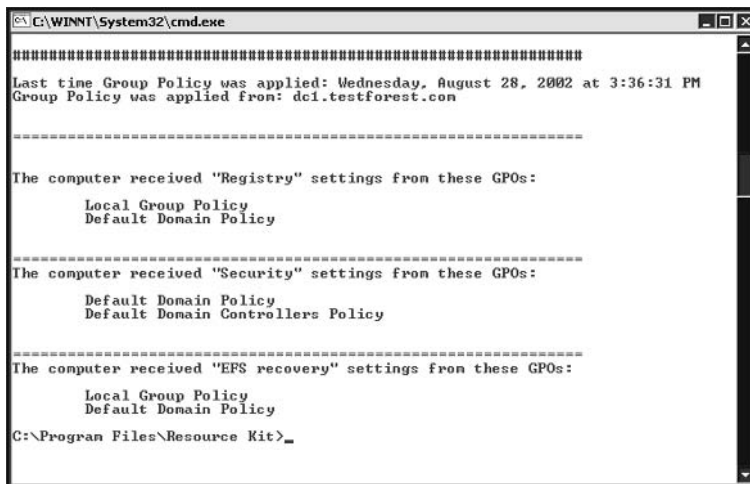 C:\WINNT\System32\cmd.exe
###############################################################
Last time Group Policy was applied: Wednesday, August 28, 2002 at 3:36:31 PM
Group Policy was applied from: dc1.testforest.com
===============================================================
The computer received "Registry" settings from these GPOs:
Local Group Policy
Default Domain Policy
===============================================================
The computer received "Security" settings from these GPOs:
Default Domain Policy
Default Domain Controllers Policy
===============================================================
The computer received "EFS recovery" settings from these GPOs:
Local Group Policy
Default Domain Policy
C:\Program Files\Resource Kit>_